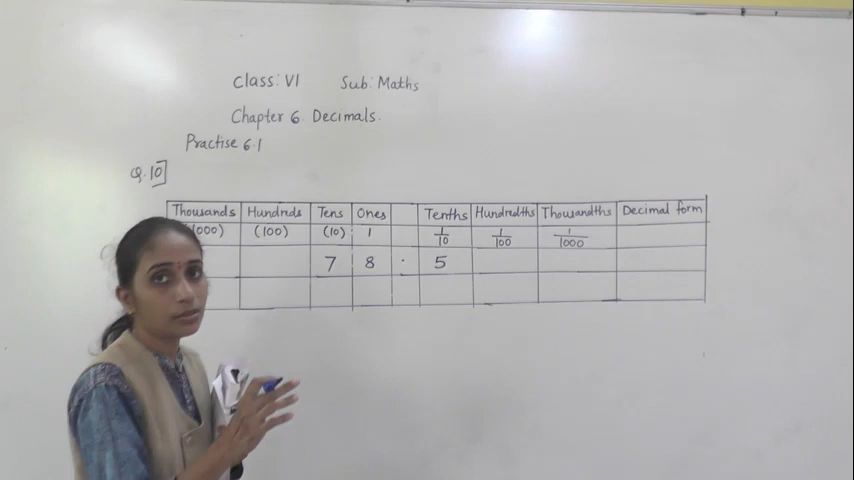 Class: VI Sub: Maths
Chapter 6. Decimals.
Practise 6.1
Q.10]
Thousands Hundreds Tens Ones Tenths Hundredths Thousandths Decimal form
(100) (10) 1 1/10 1/100 1/1000
7 8 . 5